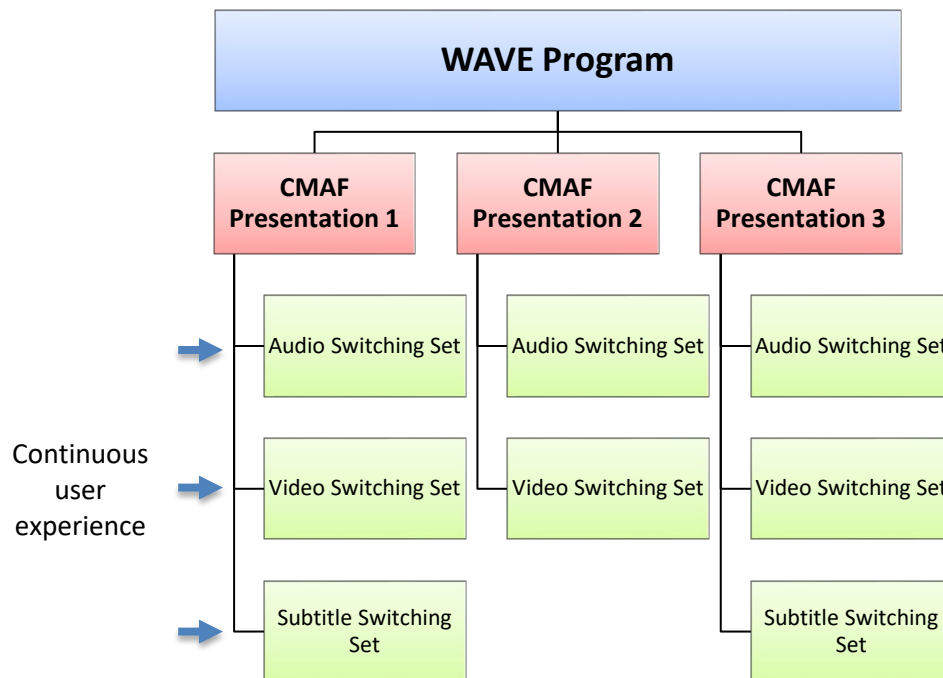 WAVE Program
CMAF
Presentation 1
CMAF
Presentation 2
CMAF
Presentation 3
Audio Switching Set
Audio Switching Set
Audio Switching Set
Continuous
user
experience
Video Switching Set
Video Switching Set
Video Switching Set
Subtitle Switching
Set
Subtitle Switching
Set